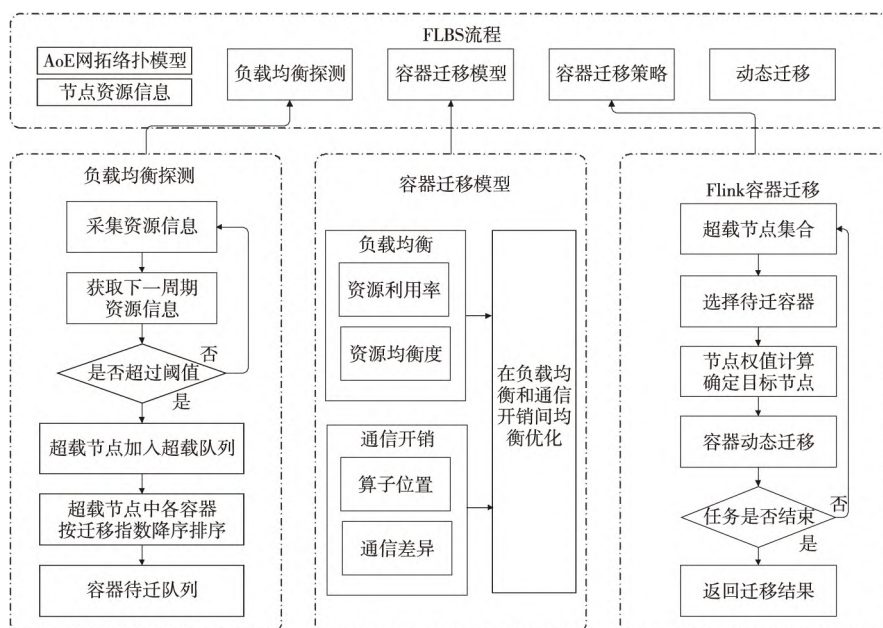 FLBS流程
AoE网拓络扑模型
节点资源信息
负载均衡探测
容器迁移模型
容器迁移策略
动态迁移
负载均衡探测
采集资源信息
获取下一周期
资源信息
否
是否超过阈值
是
超载节点加入超载队列
超载节点中各容器
按迁移指数降序排序
容器待迁队列
容器迁移模型
负载均衡
资源利用率
资源均衡度
通信开销
算子位置
通信差异
在负载均
衡和通信
开销间均
衡优化
Flink容器迁移
超载节点集合
选择待迁容器
节点权值计算
确定目标节点
容器动态迁移
否
任务是否结束
是
返回迁移结果